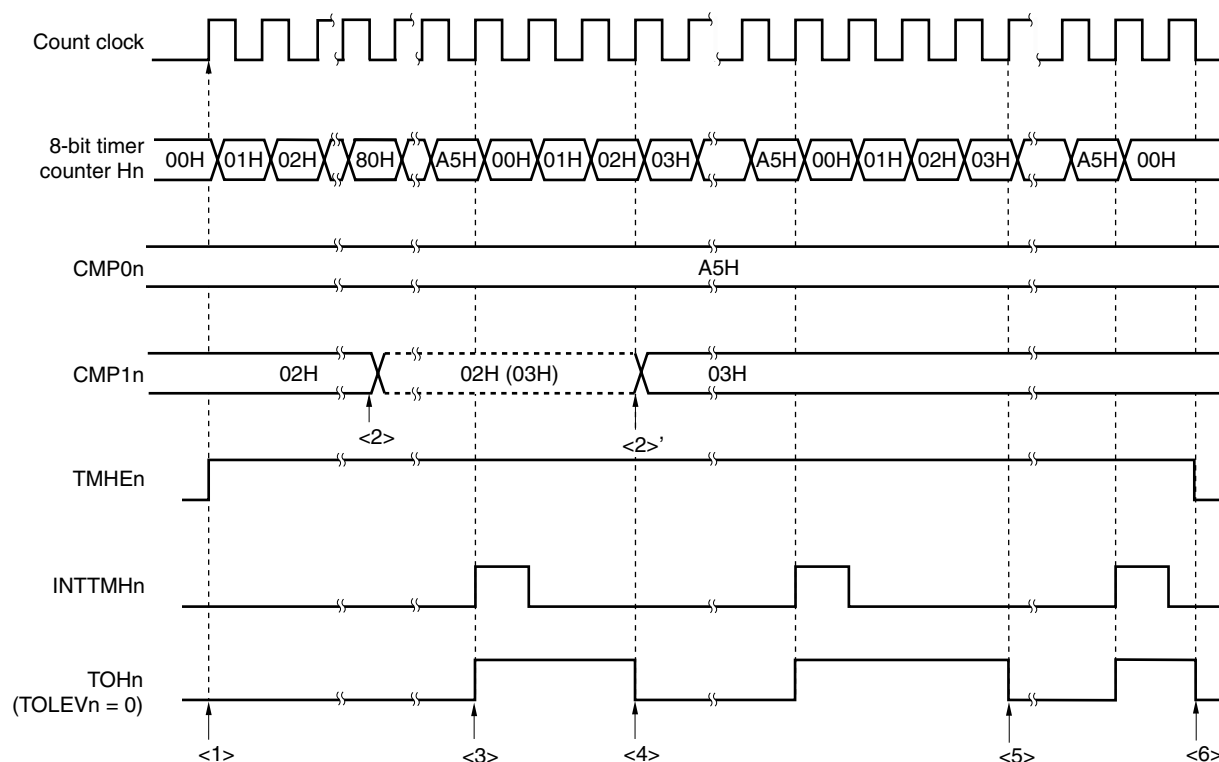 Count clock
8-bit timer
counter Hn
00H 01H 02H 80H A5H 00H 01H 02H 03H A5H 00H 01H 02H 03H A5H 00H
CMP0n
A5H
CMP1n
02H 02H (03H) 03H
<2> <2>’
TMHEn
INTTMHn
TOHn
(TOLEVn = 0)
<1> <3> <4> <5> <6>